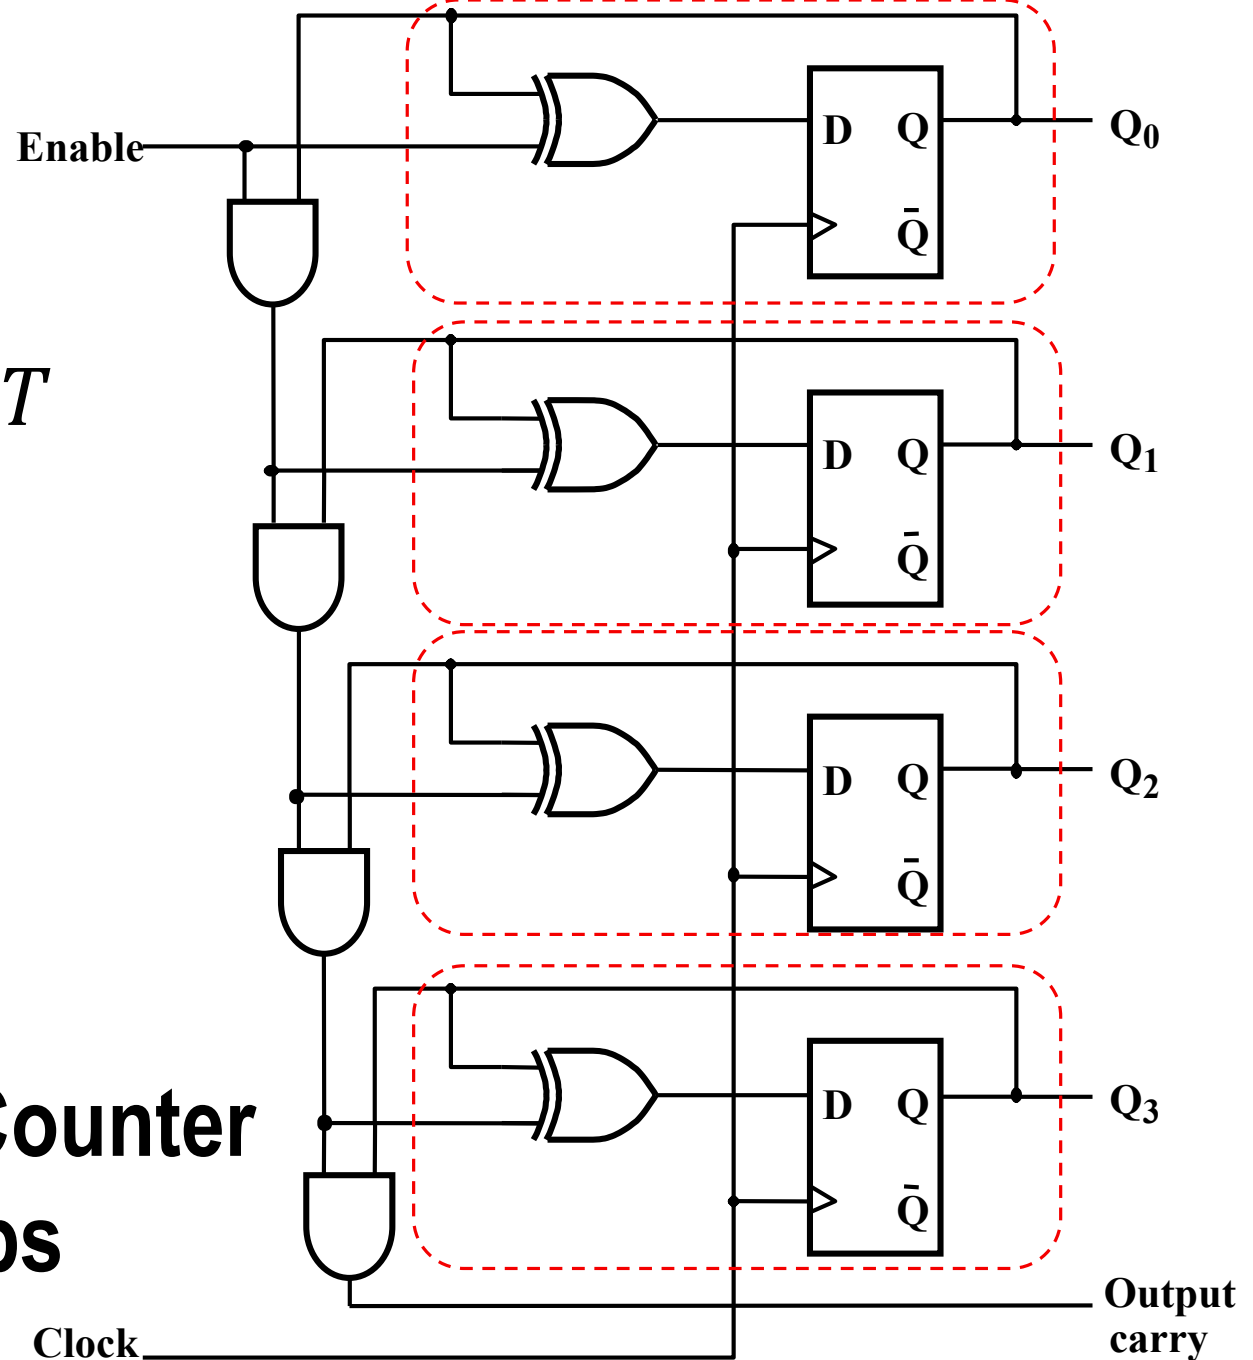 Enable
D Q
Q₀
Q̄
T
D Q
Q₁
Q̄
D Q
Q₂
Q̄
Counter
D Q
Q₃
Q̄
Output
carry
Clock